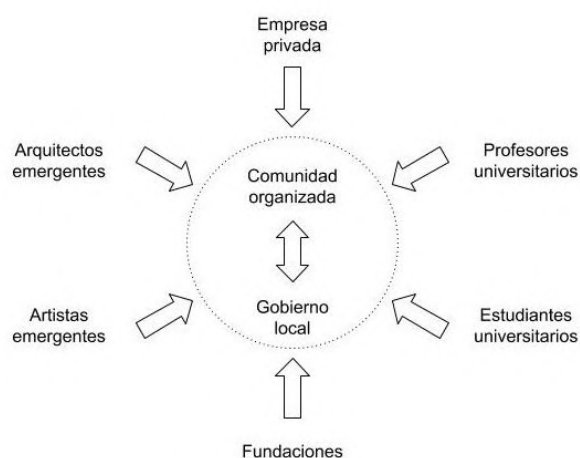 Empresa
privada
Arquitectos
emergentes
Profesores
universitarios
Comunidad
organizada
Gobierno
local
Artistas
emergentes
Estudiantes
universitarios
Fundaciones